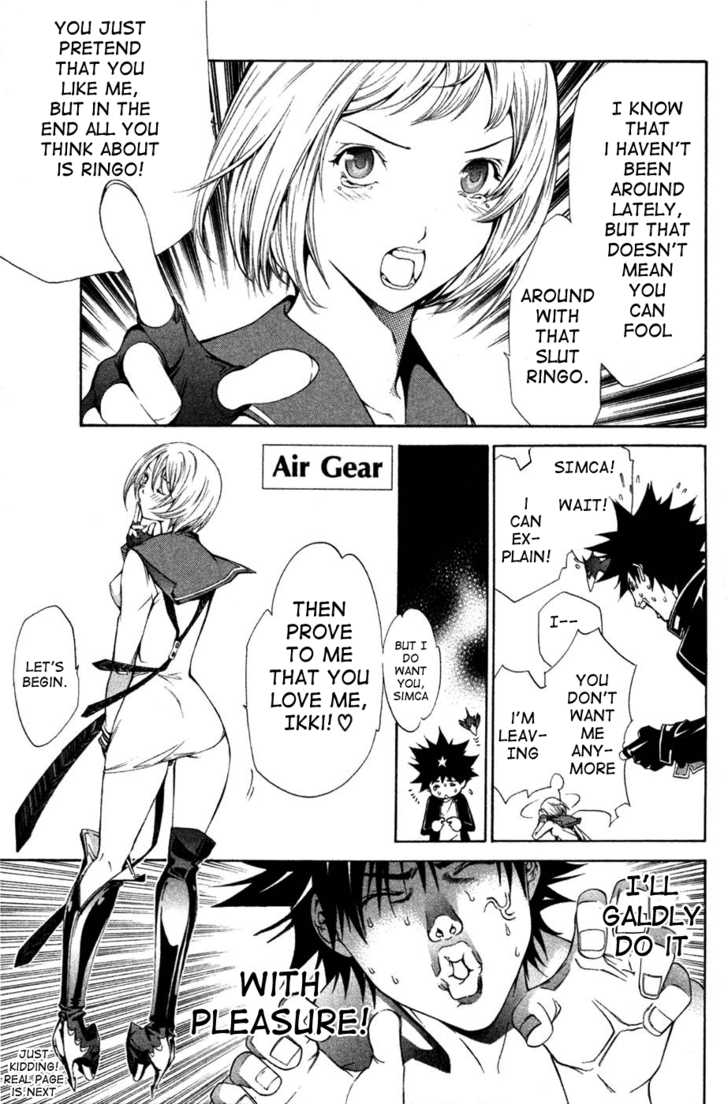 I KNOW
THAT
I HAVEN'T
BEEN
AROUND
LATELY,
BUT THAT
DOESN'T
MEAN
YOU
CAN
FOOL
AROUND
WITH
THAT
SLUT
RINGO.
YOU JUST
PRETEND
THAT YOU
LIKE ME,
BUT IN THE
END ALL YOU
THINK ABOUT
IS RINGO!
SIMCA!
WAIT!
I
CAN
EX-
PLAIN!
I--
YOU
DON'T
WANT
ME
ANY-
MORE
I'M
LEAV-
ING
BUT I
DO
WANT
YOU,
SIMCA
Air Gear
THEN
PROVE
TO ME
THAT YOU
LOVE ME,
IKKI! ♡
LET'S
BEGIN.
I'LL
GALDLY
DO IT
WITH
PLEASURE!
JUST
KIDDING!
REAL PAGE
IS NEXT